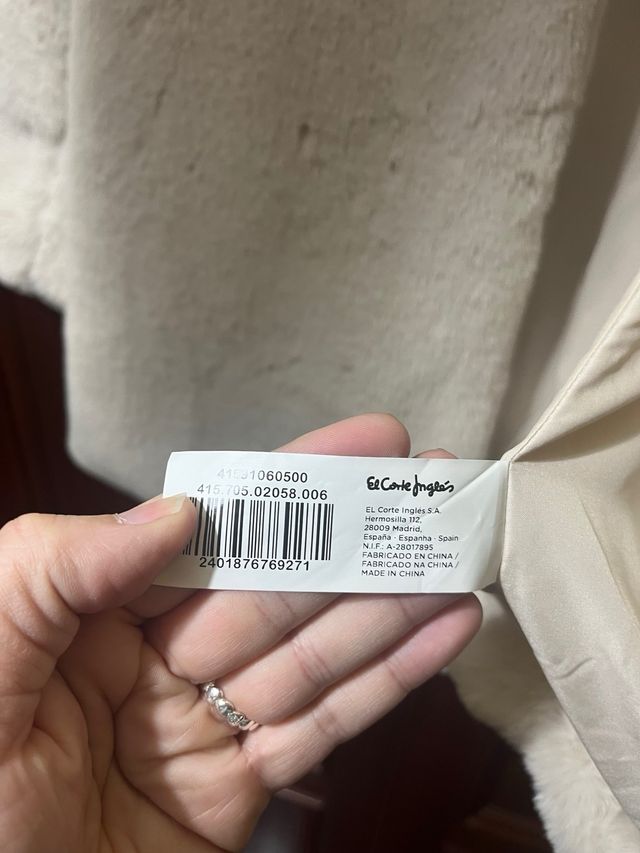 41591060500
415.705.02058.006
2401876769271
El Corte Inglés
EL Corte Inglés S.A.
Hermosilla 112,
28009 Madrid,
España · Espanha · Spain
N.I.F.: A-28017895
FABRICADO EN CHINA /
FABRICADO NA CHINA /
MADE IN CHINA